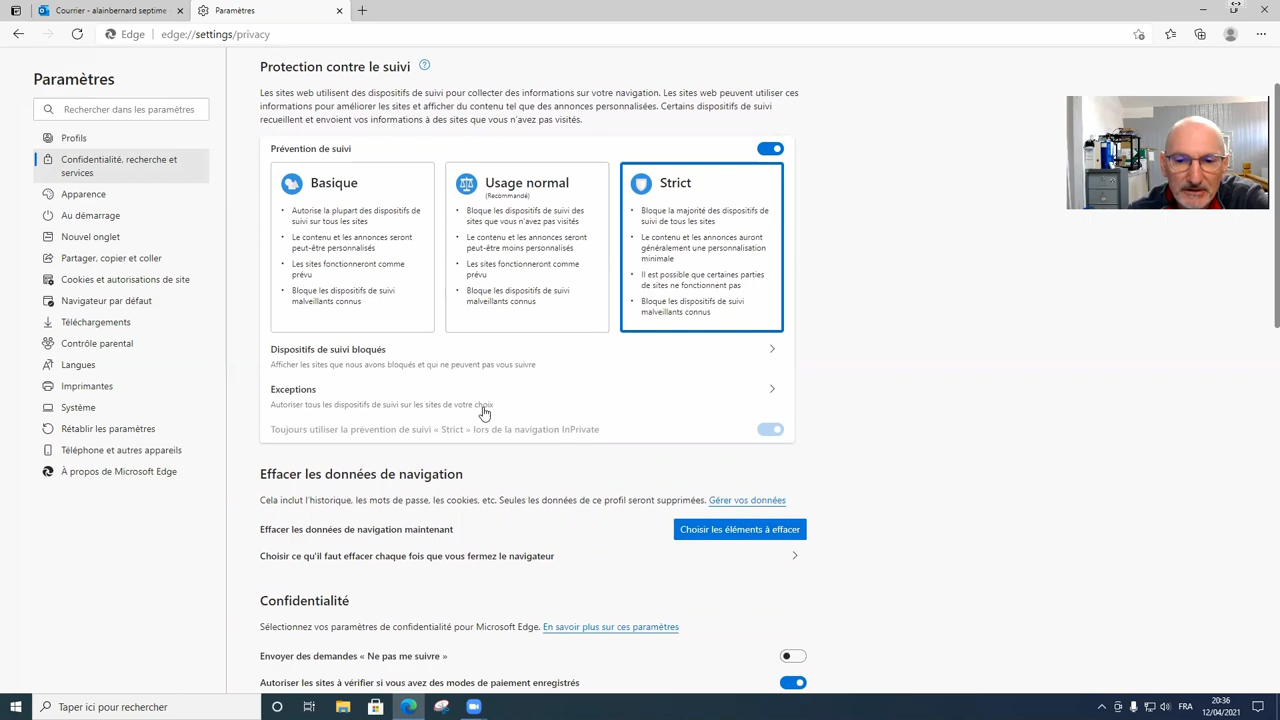 Courrier - alainbernard septime
Paramètres
Edge
edge://settings/privacy
Paramètres
Rechercher dans les paramètres
Profils
Confidentialité, recherche et
services
Apparence
Au démarrage
Nouvel onglet
Partager, copier et coller
Cookies et autorisations de site
Navigateur par défaut
Téléchargements
Contrôle parental
Langues
Imprimantes
Système
Rétablir les paramètres
Téléphone et autres appareils
À propos de Microsoft Edge
Protection contre le suivi
Les sites web utilisent des dispositifs de suivi pour collecter des informations sur votre navigation. Les sites web peuvent utiliser ces
informations pour améliorer les sites et afficher du contenu tel que des annonces personnalisées. Certains dispositifs de suivi
recueillent et envoient vos informations à des sites que vous n'avez pas visités.
Prévention de suivi
Basique
Autorise la plupart des dispositifs de
suivi sur tous les sites
Le contenu et les annonces seront
peut-être personnalisés
Les sites fonctionneront comme
prévu
Bloque les dispositifs de suivi
malveillants connus
Usage normal
(Recommandé)
Bloque les dispositifs de suivi des
sites que vous n'avez pas visités
Le contenu et les annonces seront
peut-être moins personnalisés
Les sites fonctionneront comme
prévu
Bloque les dispositifs de suivi
malveillants connus
Strict
Bloque la majorité des dispositifs de
suivi de tous les sites
Le contenu et les annonces auront
généralement une personnalisation
minimale
Il est possible que certaines parties
de sites ne fonctionnent pas
Bloque les dispositifs de suivi
malveillants connus
Dispositifs de suivi bloqués
Afficher les sites que nous avons bloqués et qui ne peuvent pas vous suivre
Exceptions
Autoriser tous les dispositifs de suivi sur les sites de votre choix
Toujours utiliser la prévention de suivi « Strict » lors de la navigation InPrivate
Effacer les données de navigation
Cela inclut l'historique, les mots de passe, les cookies, etc. Seules les données de ce profil seront supprimées. Gérer vos données
Effacer les données de navigation maintenant
Choisir les éléments à effacer
Choisir ce qu'il faut effacer chaque fois que vous fermez le navigateur
Confidentialité
Sélectionnez vos paramètres de confidentialité pour Microsoft Edge. En savoir plus sur ces paramètres
Envoyer des demandes « Ne pas me suivre »
Autoriser les sites à vérifier si vous avez des modes de paiement enregistrés
Taper ici pour rechercher
FRA
20:36
12/04/2021